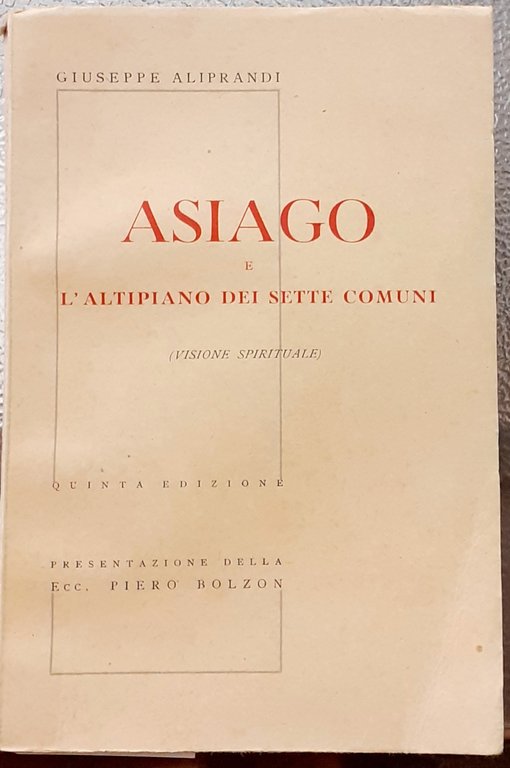 GIUSEPPE ALIPRANDI
ASIAGO
E
L'ALTIPIANO DEI SETTE COMUNI
(VISIONE SPIRITUALE)
QUINTA EDIZIONE
PRESENTAZIONE DELLA
ECC. PIERO BOLZON